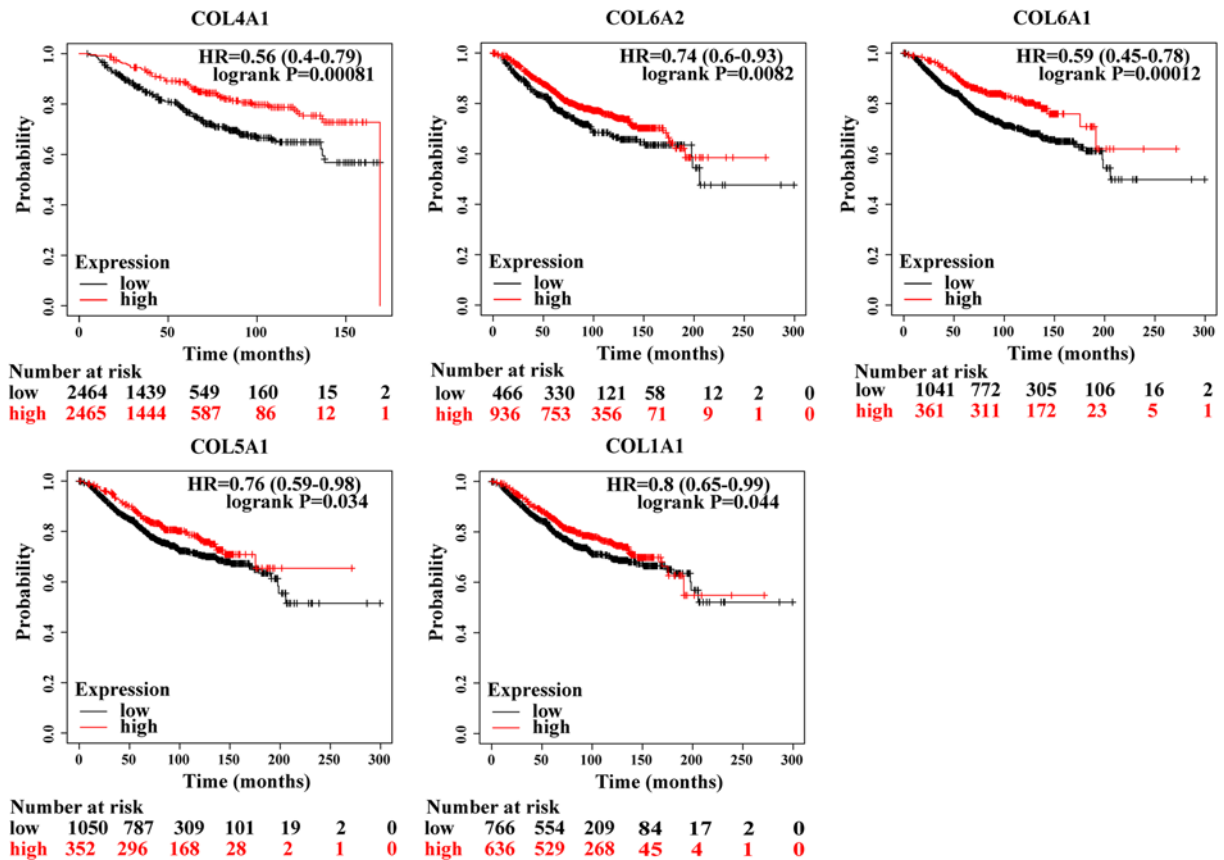 COL4A1
HR=0.56 (0.4-0.79)
logrank P=0.00081
Probability
1.0
0.8
0.6
0.4
0.2
0.0
Expression
low
high
0 50 100 150
Time (months)
Number at risk
low 2464 1439 549 160 15 2
high 2465 1444 587 86 12 1
COL6A2
HR=0.74 (0.6-0.93)
logrank P=0.0082
Probability
1.0
0.8
0.6
0.4
0.2
0.0
Expression
low
high
0 50 100 150 200 250 300
Time (months)
Number at risk
low 466 330 121 58 12 2 0
high 936 753 356 71 9 1 0
COL6A1
HR=0.59 (0.45-0.78)
logrank P=0.00012
Probability
1.0
0.8
0.6
0.4
0.2
0.0
Expression
low
high
0 50 100 150 200 250 300
Time (months)
Number at risk
low 1041 772 305 106 16 2
high 361 311 172 23 5 1
COL5A1
HR=0.76 (0.59-0.98)
logrank P=0.034
Probability
1.0
0.8
0.6
0.4
0.2
0.0
Expression
low
high
0 50 100 150 200 250 300
Time (months)
Number at risk
low 1050 787 309 101 19 2 0
high 352 296 168 28 2 1 0
COL1A1
HR=0.8 (0.65-0.99)
logrank P=0.044
Probability
1.0
0.8
0.6
0.4
0.2
0.0
Expression
low
high
0 50 100 150 200 250 300
Time (months)
Number at risk
low 766 554 209 84 17 2 0
high 636 529 268 45 4 1 0